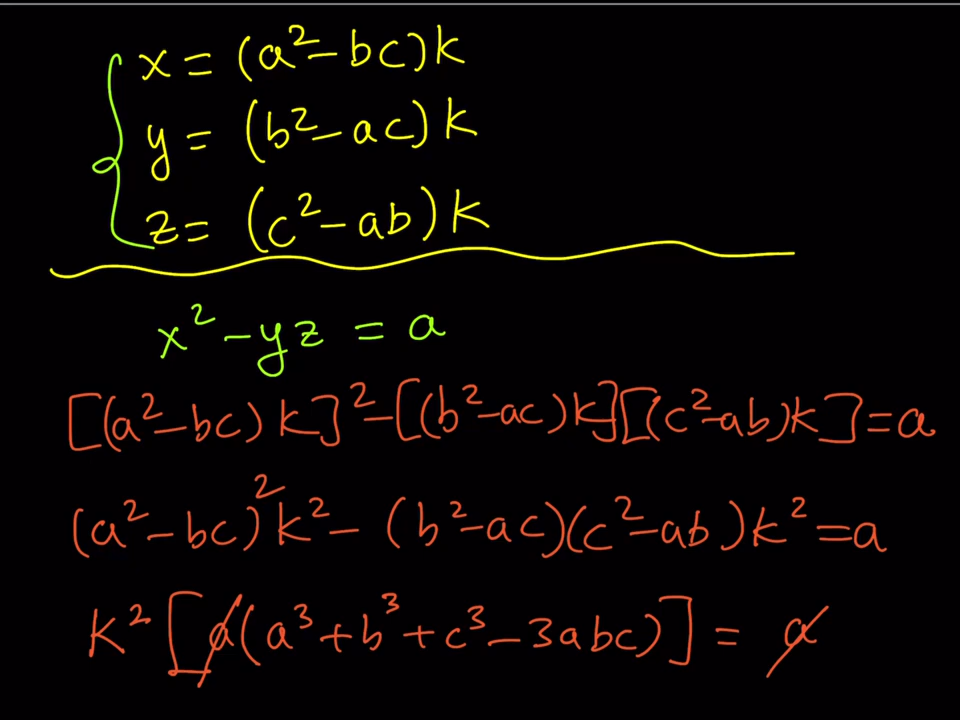 x = (a² - bc)k
y = (b² - ac)k
z = (c² - ab)k
x² - yz = a
[(a² - bc)k]² - [(b² - ac)k][(c² - ab)k] = a
(a² - bc)²k² - (b² - ac)(c² - ab)k² = a
k²[a(a³ + b³ + c³ - 3abc)] = a